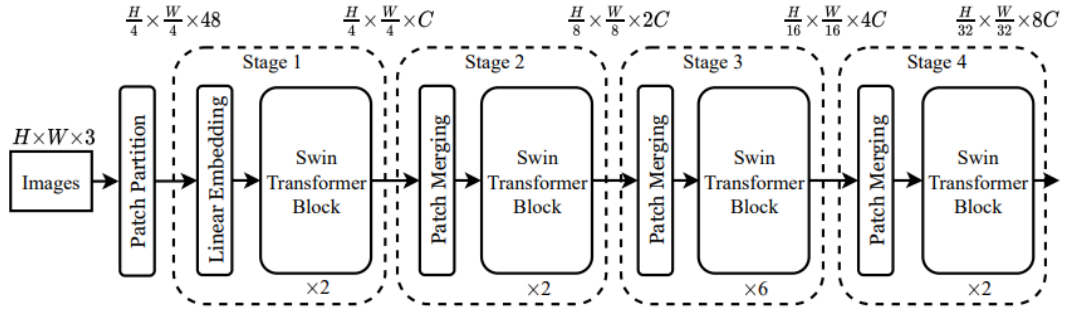 H/4 × W/4 × 48
H/4 × W/4 × C
H/8 × W/8 × 2C
H/16 × W/16 × 4C
H/32 × W/32 × 8C
H×W×3
Images
Patch Partition
Stage 1
Linear Embedding
Swin
Transformer
Block
×2
Stage 2
Patch Merging
Swin
Transformer
Block
×2
Stage 3
Patch Merging
Swin
Transformer
Block
×6
Stage 4
Patch Merging
Swin
Transformer
Block
×2